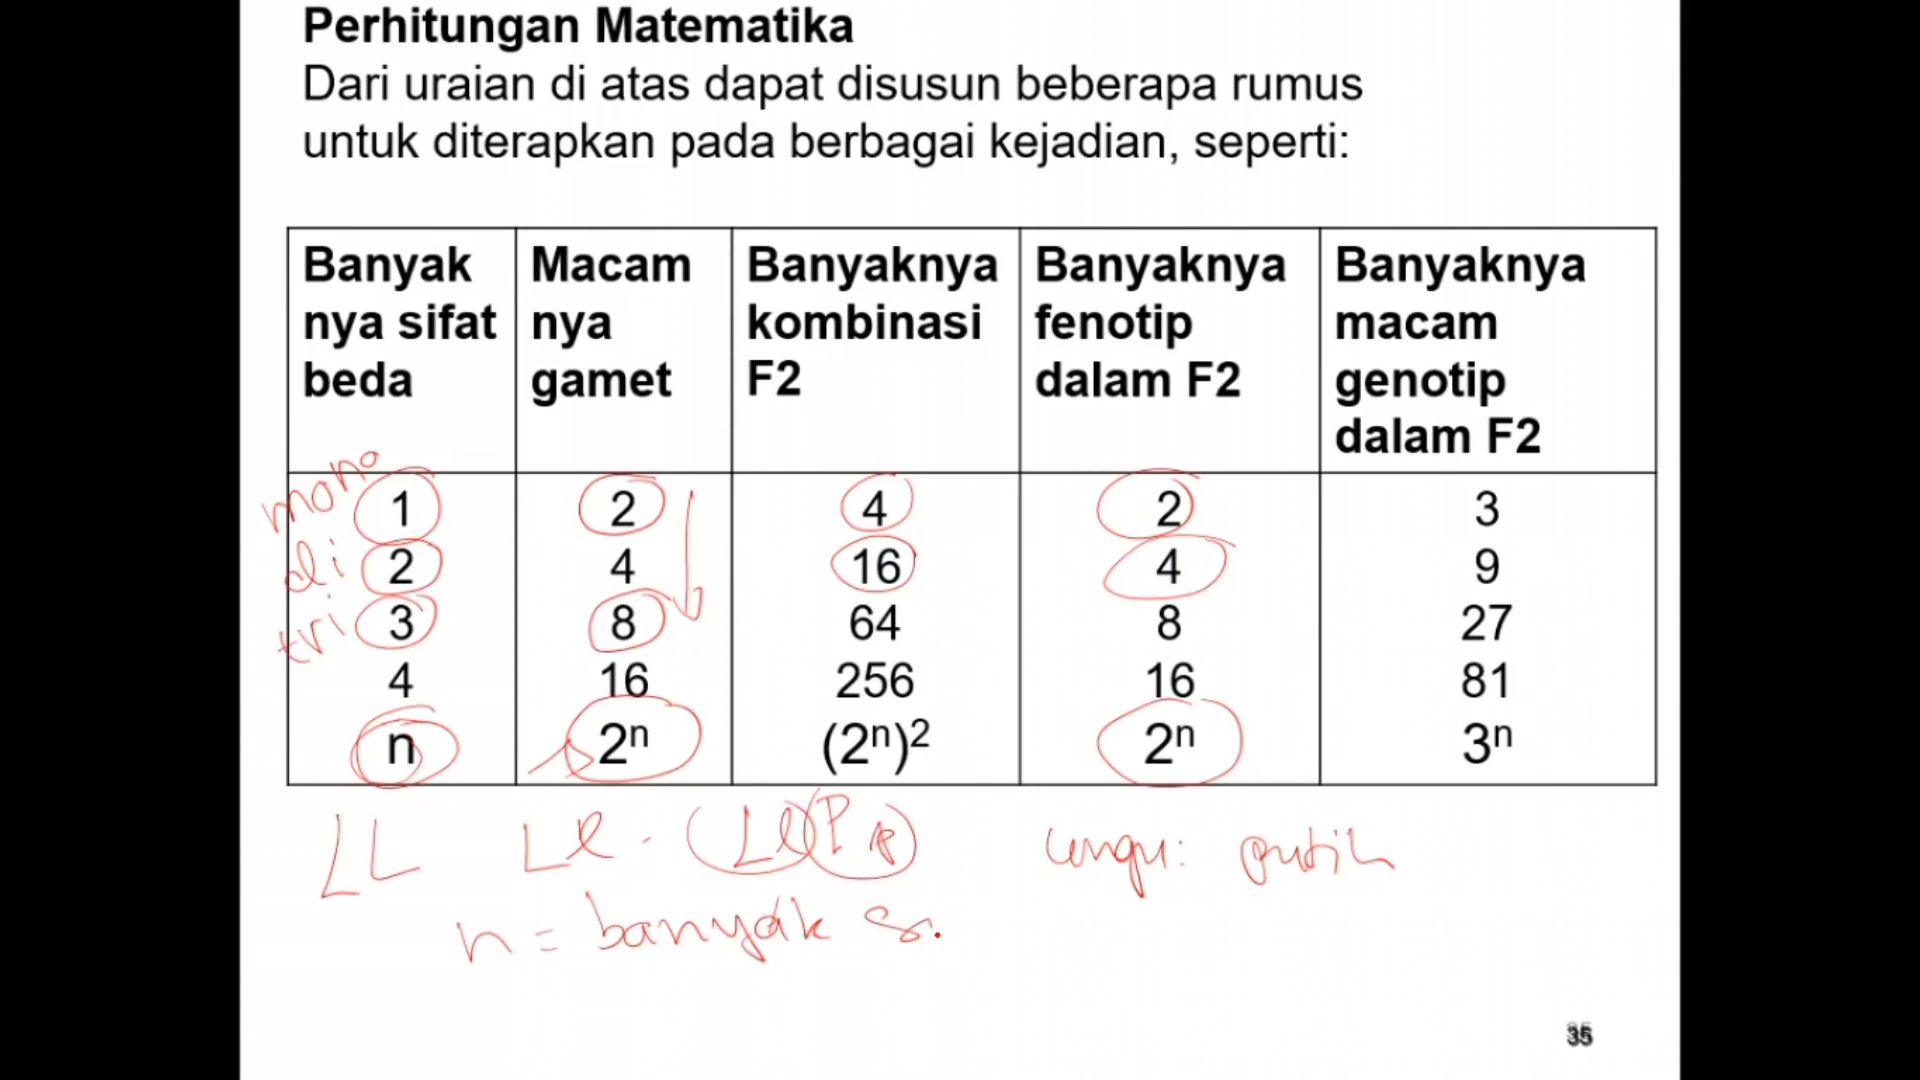 Perhitungan Matematika
Dari uraian di atas dapat disusun beberapa rumus
untuk diterapkan pada berbagai kejadian, seperti:
Banyak Macam Banyaknya Banyaknya Banyaknya
nya sifat nya kombinasi fenotip macam
beda gamet F2 dalam F2 genotip
dalam F2
mono 1 2 4 2 3
di 2 4 16 4 9
tri 3 8 64 8 27
4 16 256 16 81
n 2ⁿ (2ⁿ)² 2ⁿ 3ⁿ
LL Ll - Ll Pp ungu: putih
n = banyak s.
35